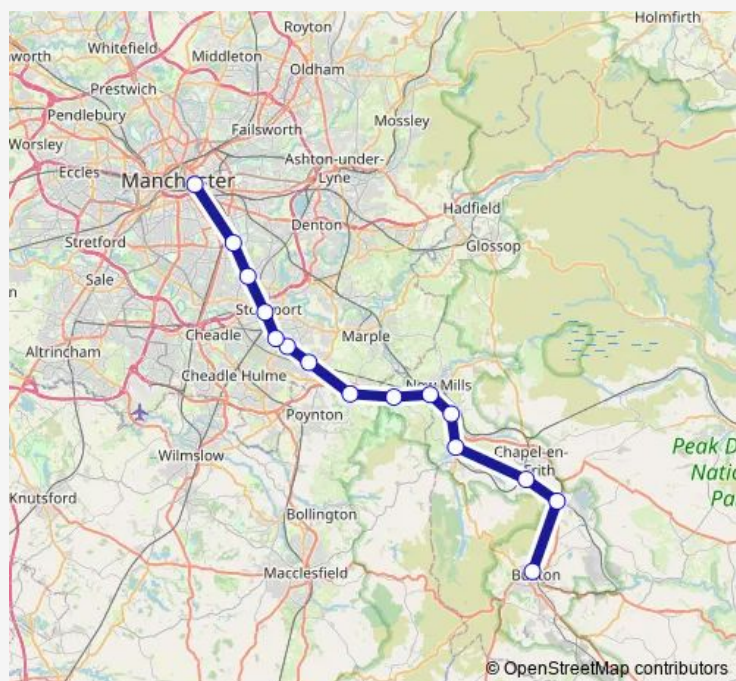 Holmfirth
Royton
Whitefield
Middleton
Oldham
Prestwich
Pendlebury
Failsworth
Mossley
Worsley
Ashton-under-
Lyne
Eccles
Manchester
Hadfield
Denton
Stretford
Glossop
Sale
Stockport
Marple
Cheadle
Altrincham
Cheadle Hulme
New Mills
Poynton
Wilmslow
Chapel-en-
Frith
Peak D
Natio
Pa
Knutsford
Bollington
Macclesfield
Buxton
© OpenStreetMap contributors